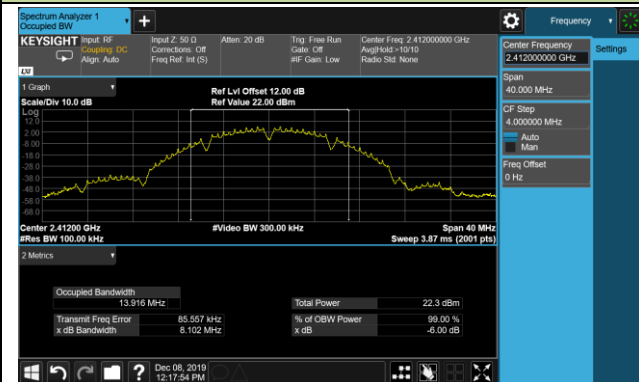 Spectrum Analyzer 1
Occupied BW
Frequency
KEYSIGHT
Input: RF
Coupling: DC
Align: Auto
Input Z: 50 Ω
Corrections: Off
Freq Ref: Int (S)
Atten: 20 dB
Trig: Free Run
Gate: Off
#IF Gain: Low
Center Freq: 2.412000000 GHz
Avg|Hold:>10/10
Radio Std: None
LXI
Center Frequency
2.412000000 GHz
Settings
Span
40.000 MHz
CF Step
4.000000 MHz
Auto
Man
Freq Offset
0 Hz
1 Graph
Scale/Div 10.0 dB
Ref Lvl Offset 12.00 dB
Ref Value 22.00 dBm
Log
12.0
2.00
-8.00
-18.0
-28.0
-38.0
-48.0
-58.0
-68.0
Center 2.41200 GHz
#Res BW 100.00 kHz
#Video BW 300.00 kHz
Span 40 MHz
Sweep 3.87 ms (2001 pts)
2 Metrics
Occupied Bandwidth
13.916 MHz
Total Power 22.3 dBm
Transmit Freq Error 85.557 kHz
% of OBW Power 99.00 %
x dB Bandwidth 8.102 MHz
x dB -6.00 dB
Dec 08, 2019
12:17:54 PM